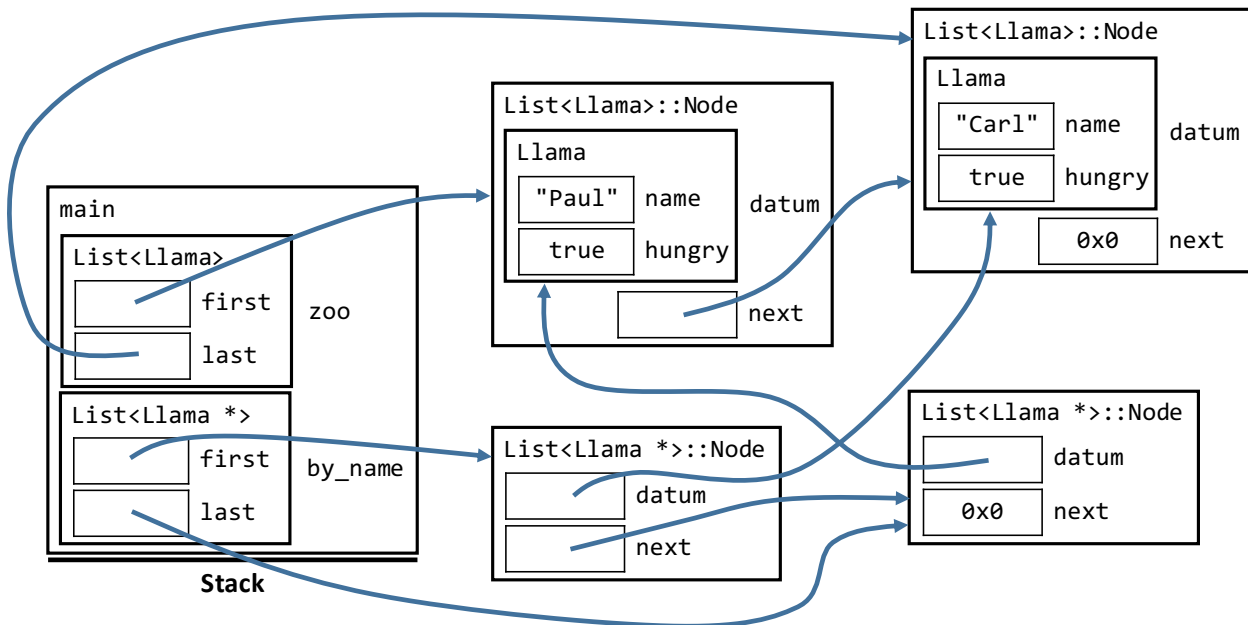 main
List<Llama>
first
last
zoo
List<Llama *>
first
last
by_name
Stack
List<Llama>::Node
Llama
"Paul" name
true hungry
datum
next
List<Llama>::Node
Llama
"Carl" name
true hungry
datum
0x0 next
List<Llama *>::Node
datum
next
List<Llama *>::Node
datum
0x0 next